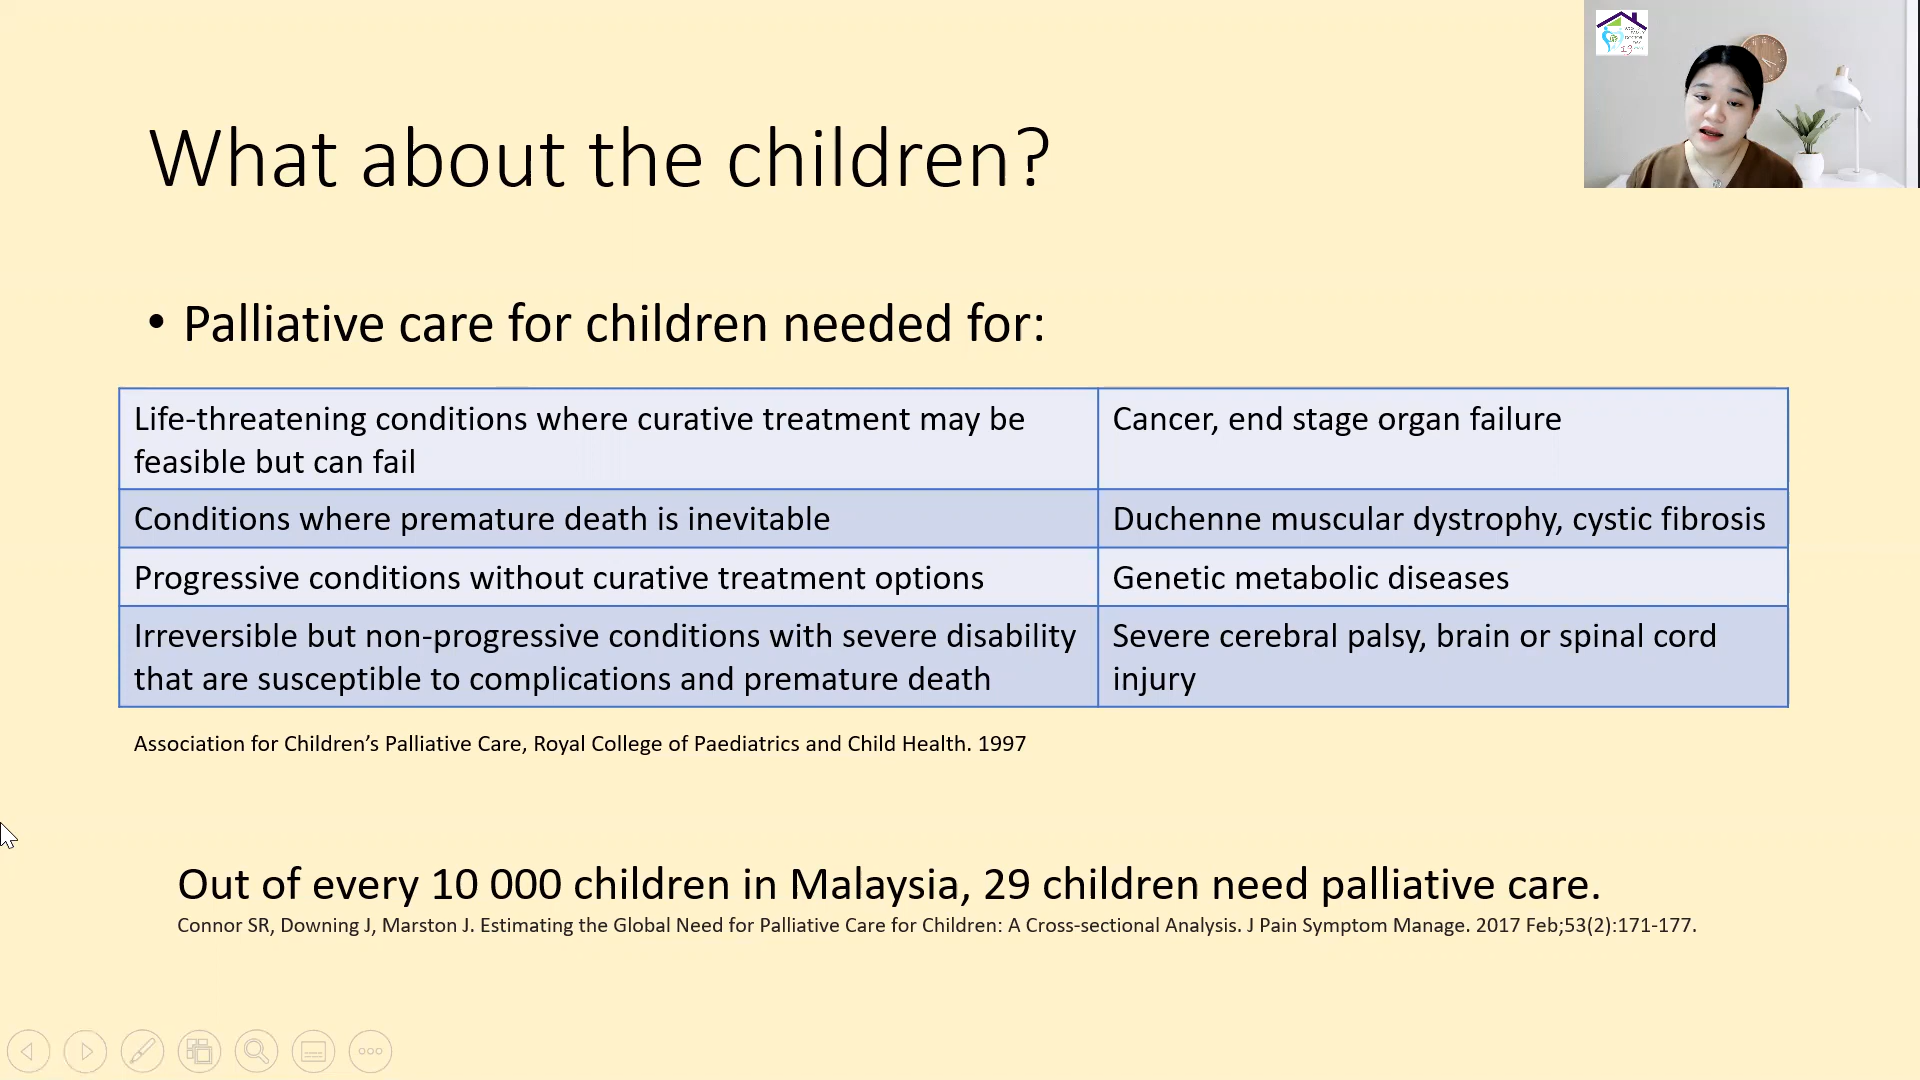 What about the children?
• Palliative care for children needed for:
Life-threatening conditions where curative treatment may be
feasible but can fail
Cancer, end stage organ failure
Conditions where premature death is inevitable
Duchenne muscular dystrophy, cystic fibrosis
Progressive conditions without curative treatment options
Genetic metabolic diseases
Irreversible but non-progressive conditions with severe disability
that are susceptible to complications and premature death
Severe cerebral palsy, brain or spinal cord
injury
Association for Children’s Palliative Care, Royal College of Paediatrics and Child Health. 1997
Out of every 10 000 children in Malaysia, 29 children need palliative care.
Connor SR, Downing J, Marston J. Estimating the Global Need for Palliative Care for Children: A Cross-sectional Analysis. J Pain Symptom Manage. 2017 Feb;53(2):171-177.